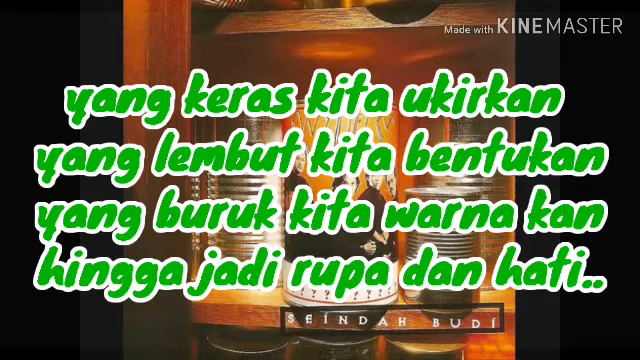 Made with KINEMASTER
yang keras kita ukirkan
yang lembut kita bentukan
yang buruk kita warna kan
hingga jadi rupa dan hati..
SEINDAH BUDI